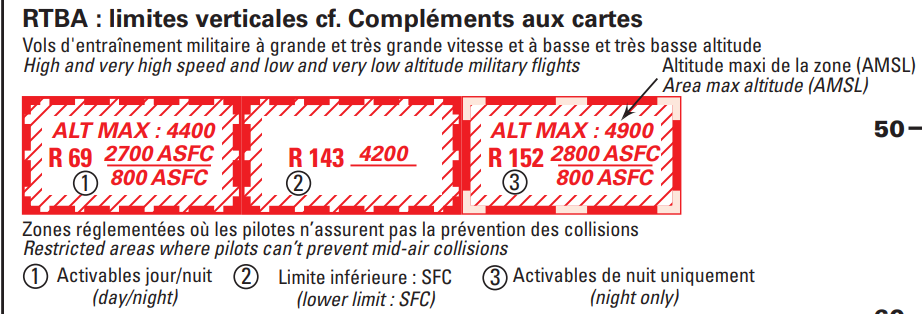 RTBA : limites verticales cf. Compléments aux cartes
Vols d'entraînement militaire à grande et très grande vitesse et à basse et très basse altitude
High and very high speed and low and very low altitude military flights
Altitude maxi de la zone (AMSL)
Area max altitude (AMSL)
50
ALT MAX : 4400
R 69 2700 ASFC
800 ASFC
1
R 143 4200
2
ALT MAX : 4900
R 152 2800 ASFC
800 ASFC
3
Zones réglementées où les pilotes n'assurent pas la prévention des collisions
Restricted areas where pilots can't prevent mid-air collisions
1 Activables jour/nuit
(day/night)
2 Limite inférieure : SFC
(lower limit : SFC)
3 Activables de nuit uniquement
(night only)